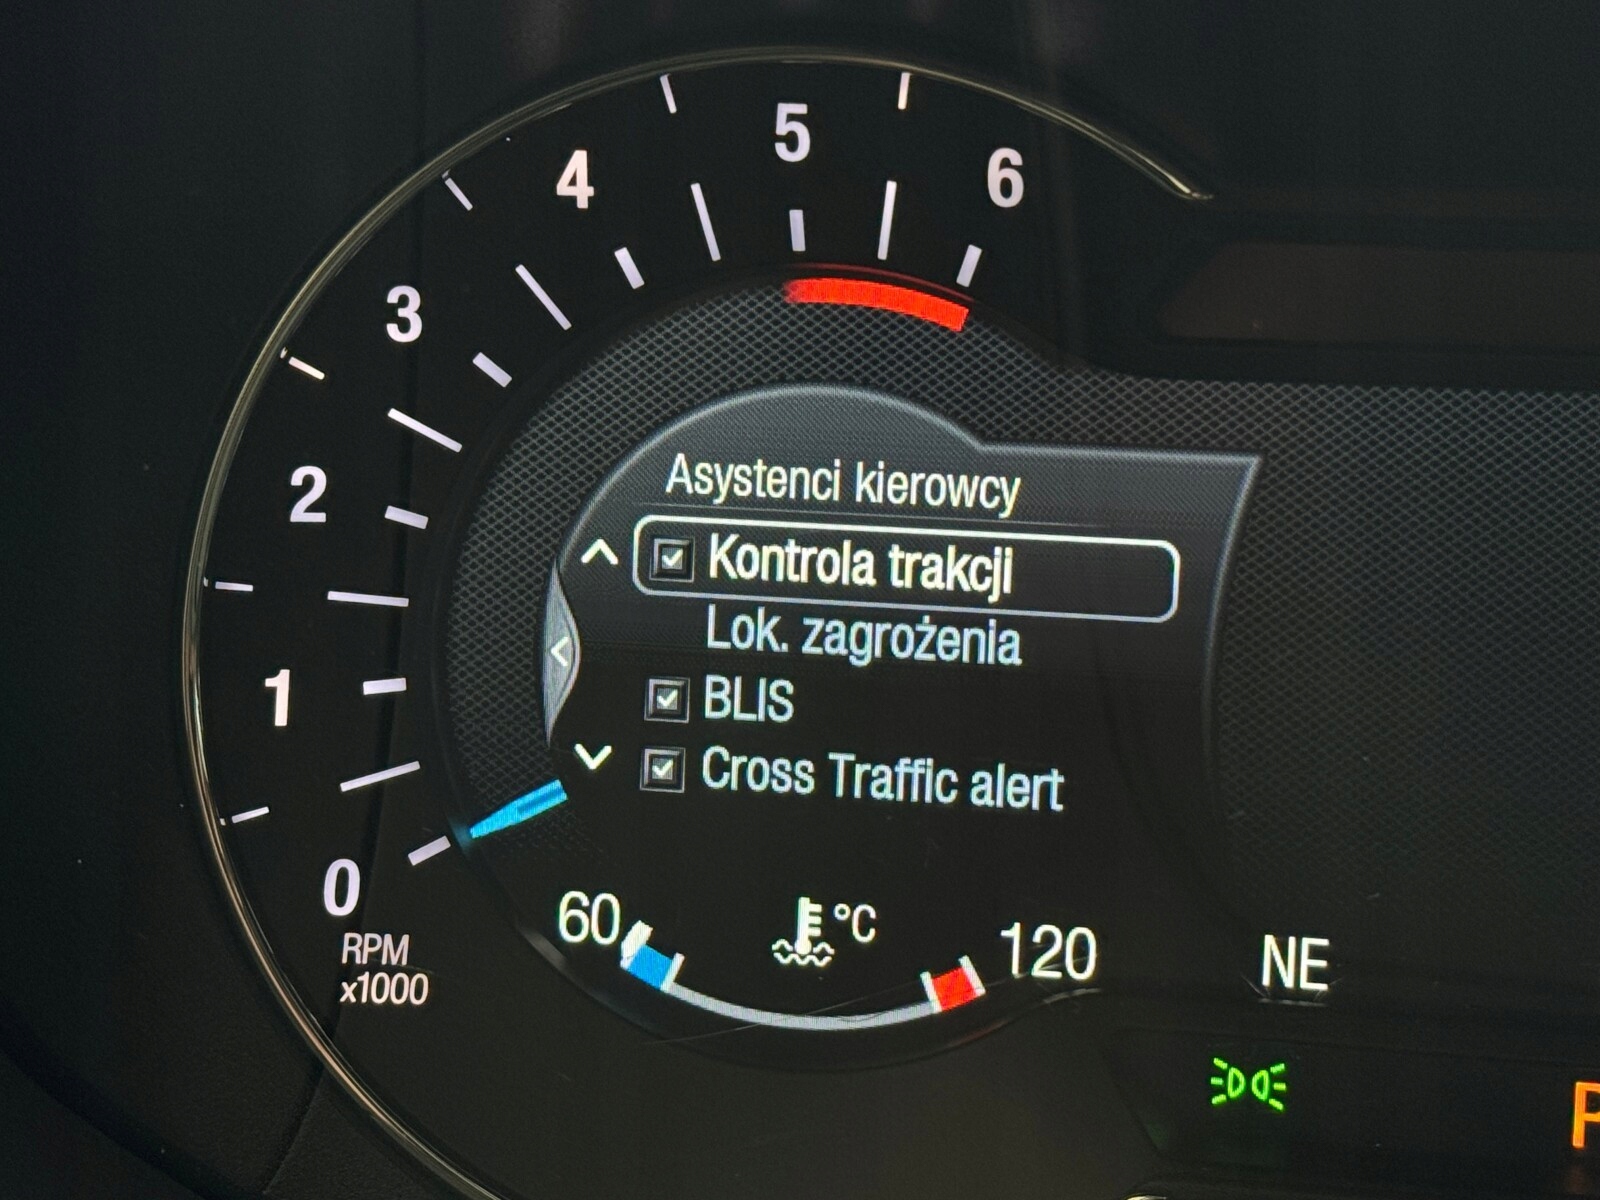 5
4
6
3
2
1
0
RPM
x1000
Asystenci kierowcy
Kontrola trakcji
Lok. zagrożenia
BLIS
Cross Traffic alert
60
°C
120
NE
P